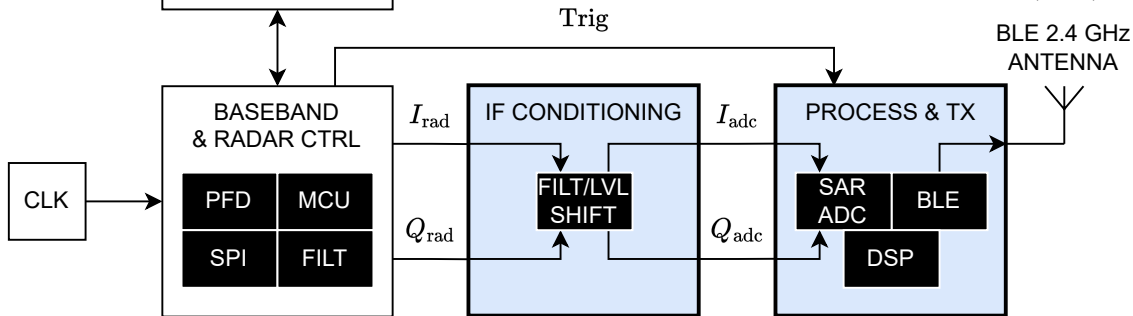 Trig
BLE 2.4 GHz
ANTENNA
BASEBAND
& RADAR CTRL
I_rad
IF CONDITIONING
I_adc
PROCESS & TX
CLK
PFD
MCU
FILT/LVL
SHIFT
SAR
ADC
BLE
Q_rad
Q_adc
SPI
FILT
DSP